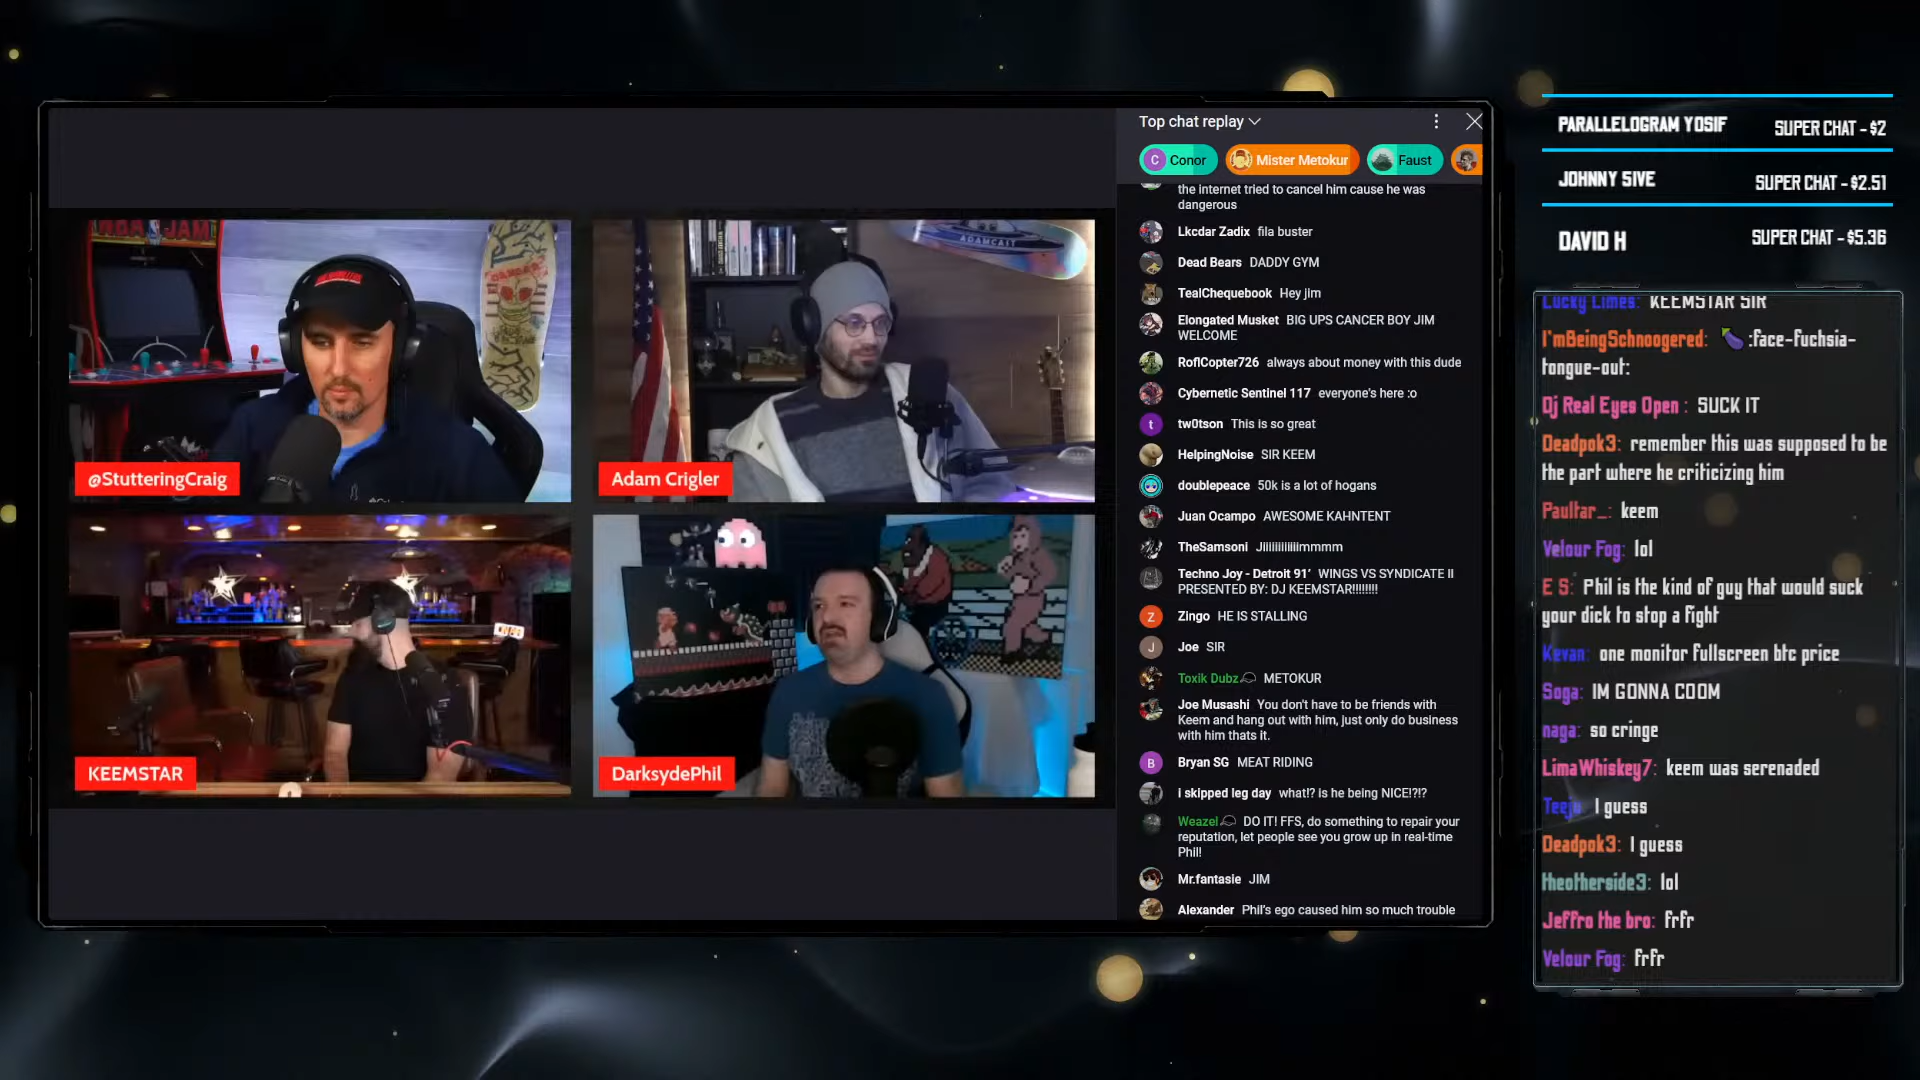 NBA JAM
@StutteringCraig
ADAMCAIT
Adam Crigler
KEEMSTAR
DarksydePhil
Top chat replay
C Conor
Mister Metokur
Faust
the internet tried to cancel him cause he was
dangerous
Lkcdar Zadix fila buster
Dead Bears DADDY GYM
TealChequebook Hey jim
Elongated Musket BIG UPS CANCER BOY JIM
WELCOME
RoflCopter726 always about money with this dude
Cybernetic Sentinel 117 everyone's here :o
t tw0tson This is so great
HelpingNoise SIR KEEM
doublepeace 50k is a lot of hogans
Juan Ocampo AWESOME KAHNTENT
TheSamsoni Jiiiiiiiiiiiimmmm
Techno Joy - Detroit 91' WINGS VS SYNDICATE II
PRESENTED BY: DJ KEEMSTAR!!!!!!!!
Z Zingo HE IS STALLING
J Joe SIR
Toxik Dubz METOKUR
Joe Musashi You don't have to be friends with
Keem and hang out with him, just only do business
with him thats it.
B Bryan SG MEAT RIDING
i skipped leg day what!? is he being NICE!?!?
Weazel DO IT! FFS, do something to repair your
reputation, let people see you grow up in real-time
Phil!
Mr.fantasie JIM
Alexander Phil's ego caused him so much trouble
PARALLELOGRAM YOSIF SUPER CHAT - $2
JOHNNY 5IVE SUPER CHAT - $2.51
DAVID H SUPER CHAT - $5.36
Lucky Limes: KEEMSTAR SIR
I'mBeingSchnoogered: :face-fuchsia-
tongue-out:
Dj Real Eyes Open : SUCK IT
Deadpok3: remember this was supposed to be
the part where he criticizing him
Paultar_: keem
Velour Fog: lol
E S: Phil is the kind of guy that would suck
your dick to stop a fight
Kevan: one monitor fullscreen btc price
Soga: IM GONNA COOM
naga: so cringe
LimaWhiskey7: keem was serenaded
Teeju: I guess
Deadpok3: I guess
theotherside3: lol
Jeffro the bro: frfr
Velour Fog: frfr